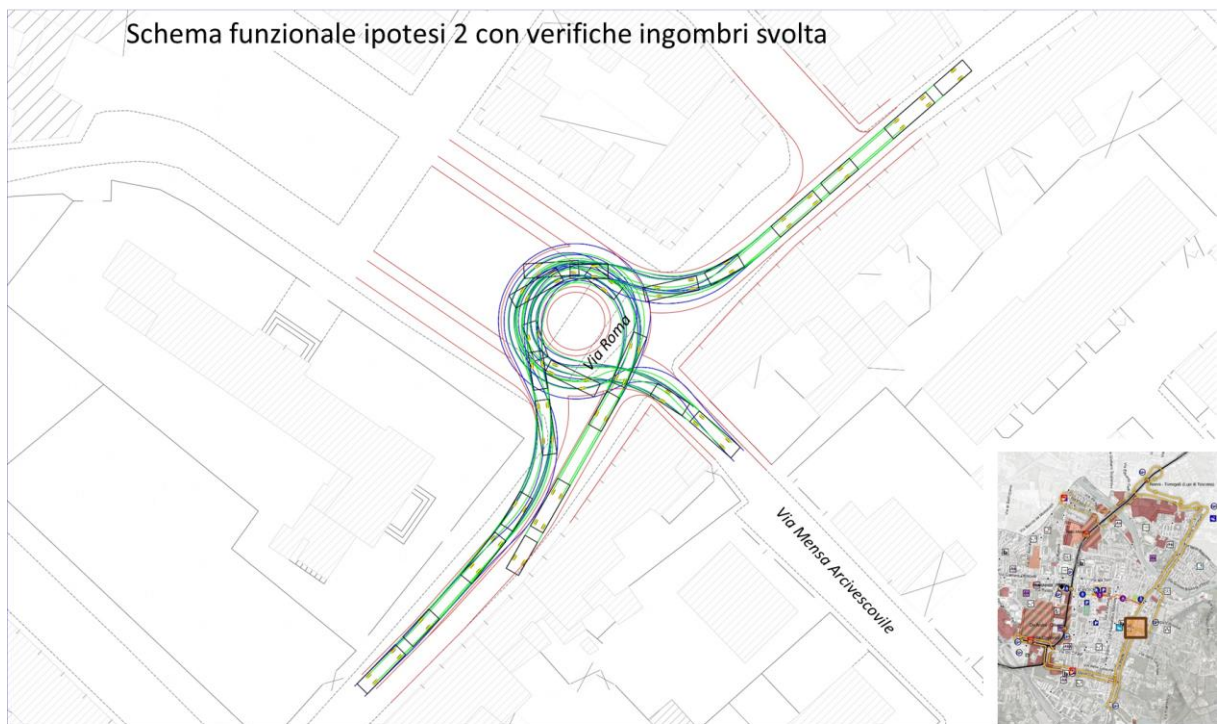 Schema funzionale ipotesi 2 con verifiche ingombri svolta
Via Roma
Via Mensa Arcivescovile